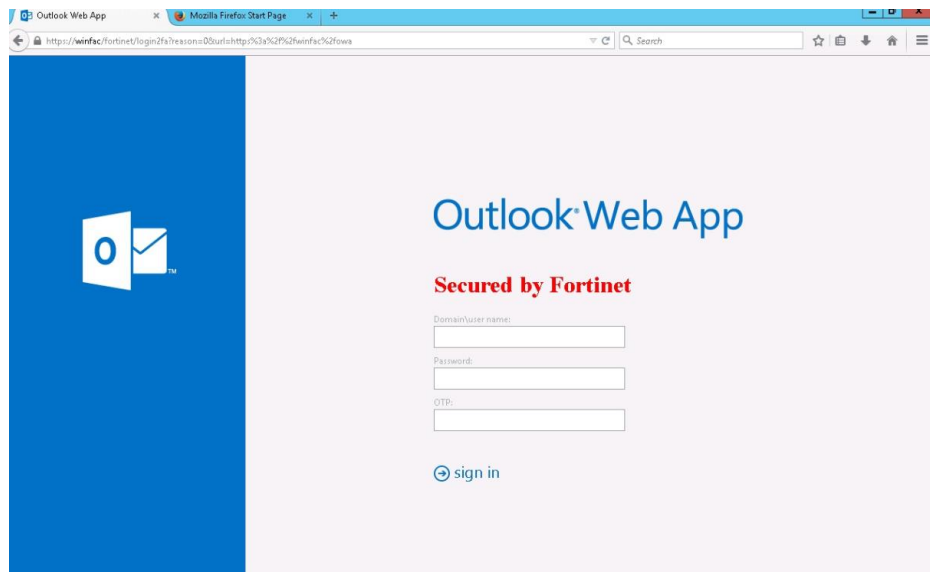 Outlook Web App × Mozilla Firefox Start Page × +
https://winfac/fortinet/login2fa?reason=0&url=https%3a%2f%2fwinfac%2fowa Search
Outlook Web App
O
TM
Secured by Fortinet
Domain\user name:
Password:
OTP:
sign in